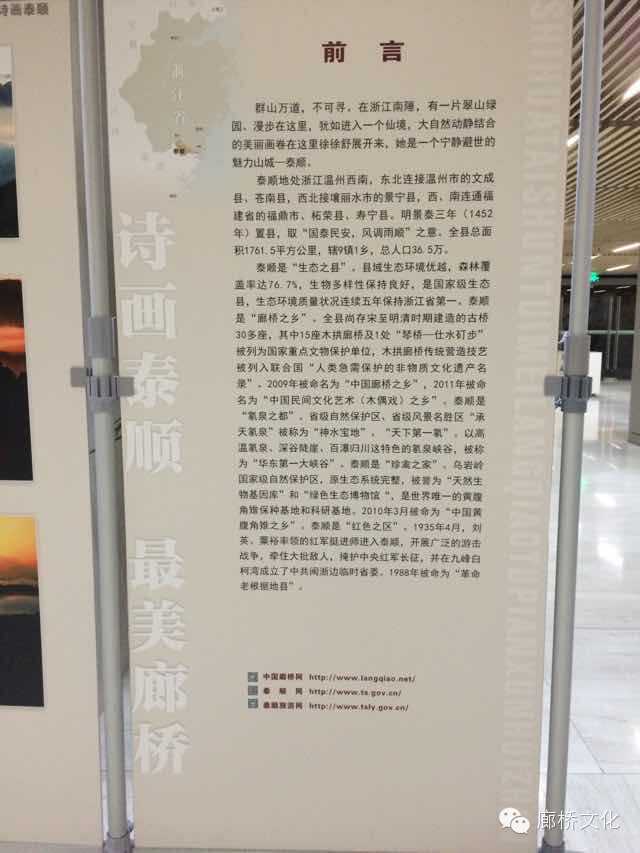 诗画泰顺
浙江省
前 言
群山万道，不可寻。在浙江南陲，有一片翠山绿
园。漫步在这里，犹如进入一个仙境，大自然动静结合
的美丽画卷在这里徐徐舒展开来，她是一个宁静避世的
魅力山城—泰顺。
泰顺地处浙江温州西南，东北连接温州市的文成
县、苍南县，西北接壤丽水市的景宁县，西、南连通福
建省的福鼎市、柘荣县、寿宁县。明景泰三年（1452
年）置县，取“国泰民安，风调雨顺”之意。全县总面
积1761.5平方公里，辖9镇1乡，总人口36.5万。
泰顺是“生态之县”。县域生态环境优越，森林覆
盖率达76.7%，生物多样性保持良好，是国家级生态
县，生态环境质量状况连续五年保持浙江省第一。泰顺
是“廊桥之乡”。全县尚存宋至明清时期建造的古桥
30多座，其中15座木拱廊桥及1处“琴桥—仕水矴步”
被列为国家重点文物保护单位，木拱廊桥传统营造技艺
被列入联合国“人类急需保护的非物质文化遗产名
录”。2009年被命名为“中国廊桥之乡”，2011年被命
名为“中国民间文化艺术（木偶戏）之乡”。泰顺是
“氡泉之都”。省级自然保护区、省级风景名胜区“承
天氡泉”被称为“神水宝地”、“天下第一氡”。以高
温氡泉、深谷陡崖、百瀑归川这特色的氡泉峡谷，被称
为“华东第一大峡谷”。泰顺是“珍禽之家”。乌岩岭
国家级自然保护区，原生态系统完整，被誉为“天然生
物基因库”和“绿色生态博物馆“，是世界唯一的黄腹
角雉保种基地和科研基地。2010年3月被命为“中国黄
腹角雉之乡”。泰顺是“红色之区”。1935年4月，刘
英、粟裕率领的红军挺进师进入泰顺，开展广泛的游击
战争，牵住大批敌人，掩护中央红军长征，并在九峰白
柯湾成立了中共闽浙边临时省委。1988年被命为“革命
老根据地县”。
中国廊桥网 http://www.langqiao.net/
泰 顺 网 http://www.ts.gov.cn/
泰顺旅游网 http://www.tsly.gov.cn/
诗画泰顺 最美廊桥
廊桥文化